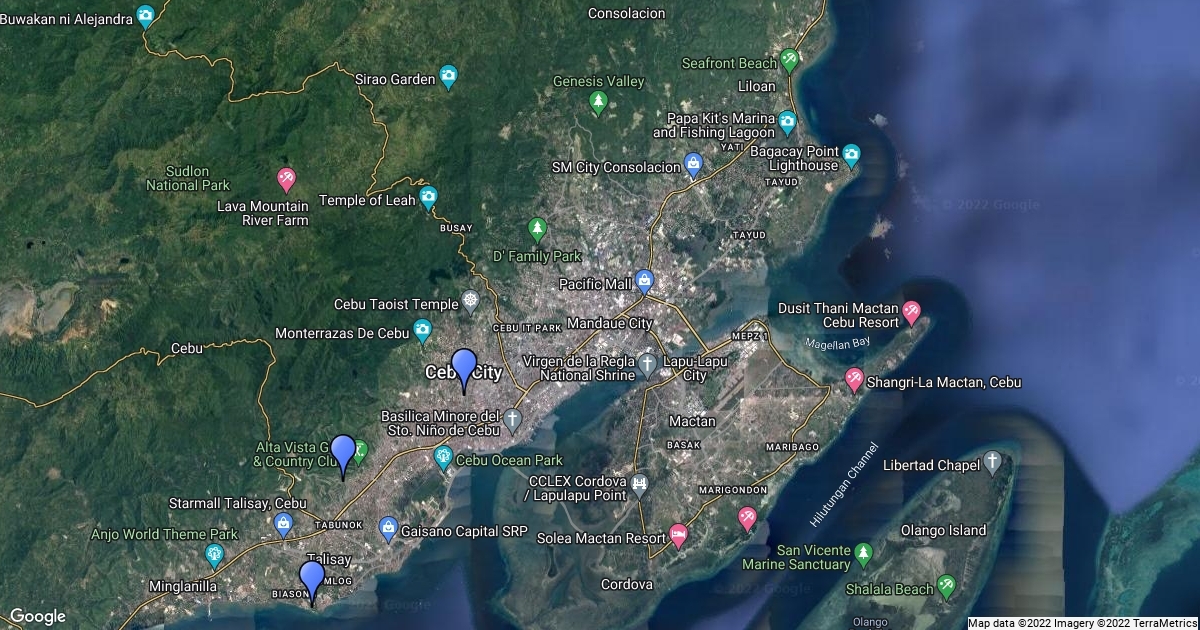 Consolacion
Buwakan ni Alejandra
Seafront Beach
Sirao Garden
Genesis Valley
Liloan
Papa Kit's Marina
and Fishing Lagoon
YATI
Bagacay Point
Lighthouse
SM City Consolacion
Sudlon
National Park
TAYUD
Temple of Leah
Lava Mountain
River Farm
© 2022 Google
BUSAY
TAYUD
D' Family Park
Pacific Mall
Cebu Taoist Temple
Dusit Thani Mactan
Cebu Resort
CEBU IT PARK
Mandaue City
Monterrazas De Cebu
MEPZ 1
Magellan Bay
Cebu
Virgen de la Regla
National Shrine
Lapu-Lapu
City
Cebu City
Shangri-La Mactan, Cebu
Basilica Minore del
Sto. Niño de Cebu
Mactan
BASAK
MARIBAGO
Alta Vista G
& Country Clu
Cebu Ocean Park
Libertad Chapel
CCLEX Cordova
/ Lapulapu Point
MARIGONDON
Hilutungan Channel
Starmall Talisay, Cebu
TABUNOK
Anjo World Theme Park
Gaisano Capital SRP
Solea Mactan Resort
Olango Island
San Vicente
Marine Sanctuary
Talisay
Minglanilla
MLOG
BIASON
Cordova
Shalala Beach
Olango
Google
Map data ©2022 Imagery ©2022 TerraMetrics